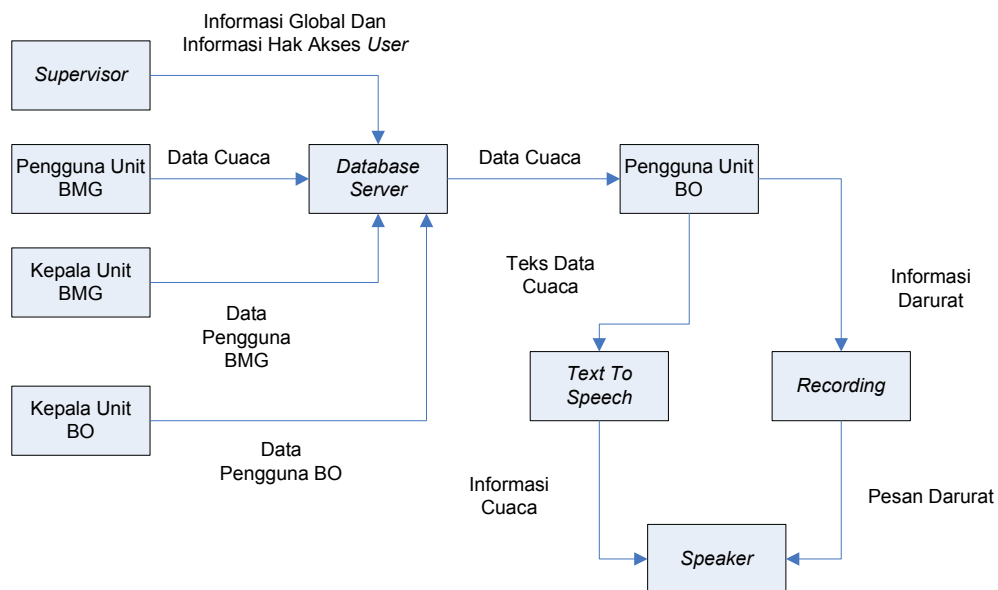 Informasi Global Dan
Informasi Hak Akses User
Supervisor
Pengguna Unit
BMG
Data Cuaca
Database
Server
Data Cuaca
Pengguna Unit
BO
Kepala Unit
BMG
Data
Pengguna
BMG
Teks Data
Cuaca
Informasi
Darurat
Text To
Speech
Recording
Kepala Unit
BO
Data
Pengguna BO
Informasi
Cuaca
Pesan Darurat
Speaker